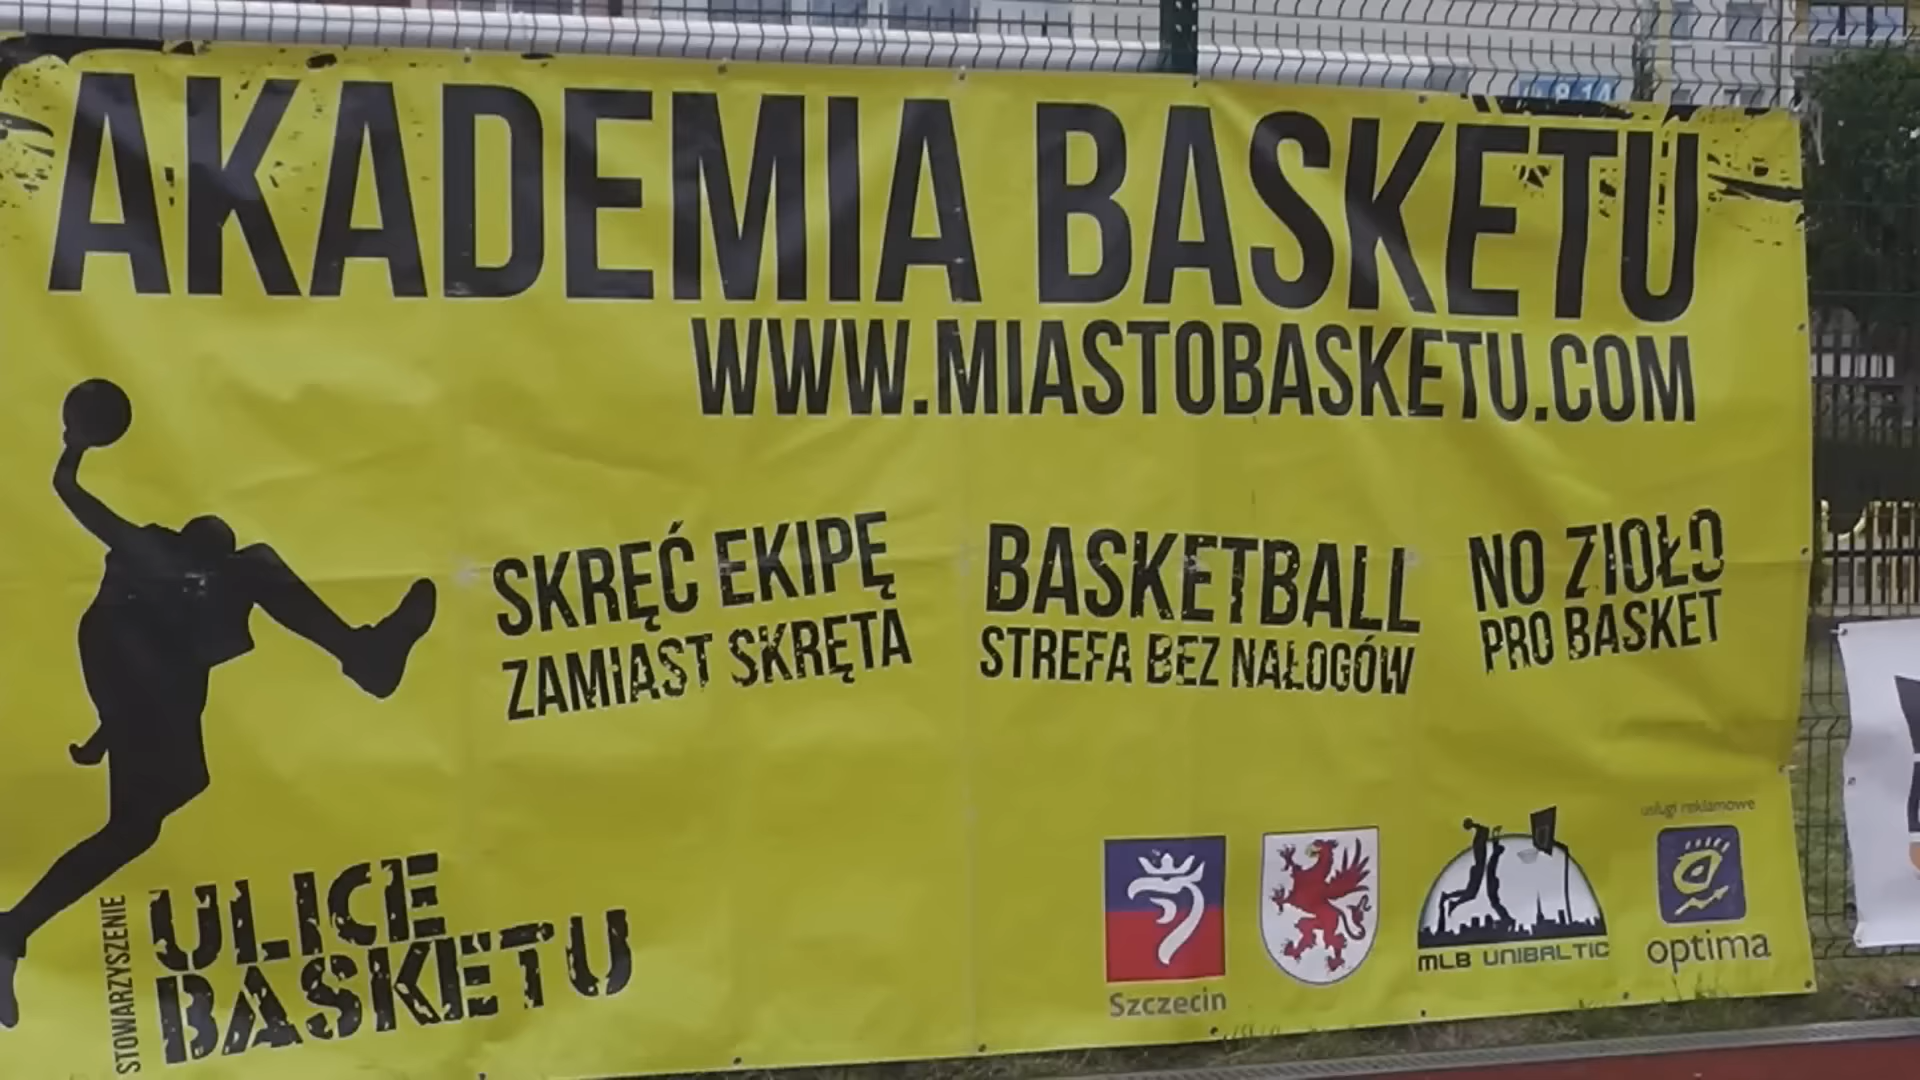 AKADEMIA BASKETU
WWW.MIASTOBASKETU.COM
SKRĘĆ EKIPĘ
ZAMIAST SKRĘTA
BASKETBALL
STREFA BEZ NAŁOGÓW
NO ZIOŁO
PRO BASKET
STOWARZYSZENIE
ULICE
BASKETU
Szczecin
MLB UNIBALTIC
usługi reklamowe
optima